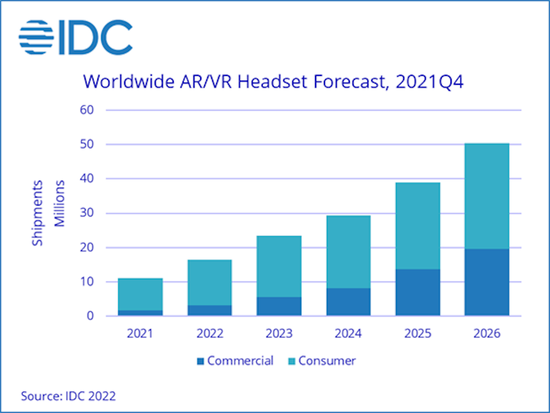 IDC
Worldwide AR/VR Headset Forecast, 2021Q4
Shipments
Millions
60
50
40
30
20
10
0
2021 2022 2023 2024 2025 2026
Commercial Consumer
Source: IDC 2022